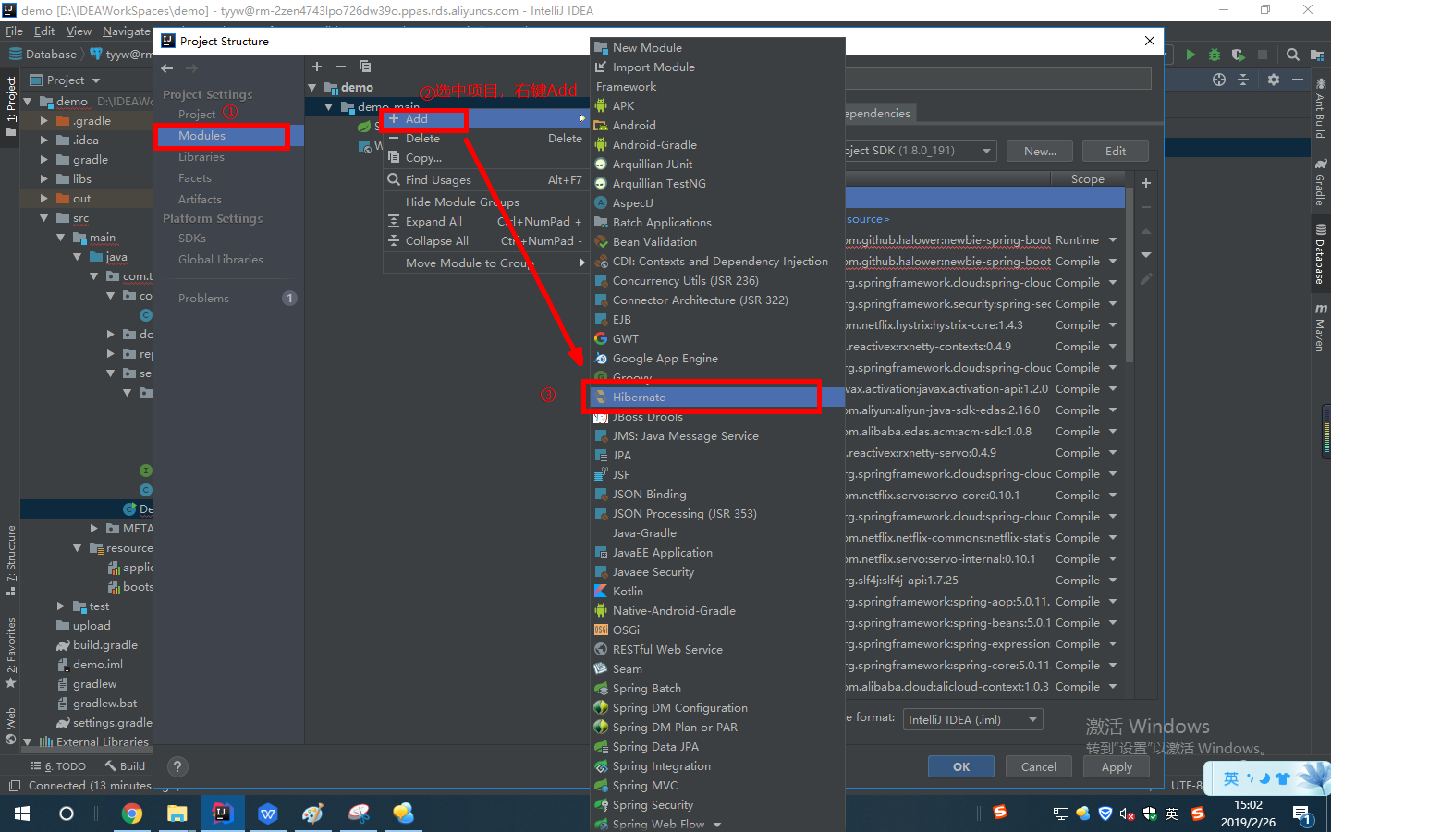 demo [D:\IDEAWorkSpaces\demo] - tyyw@rm-2zen4743lpo726dw39o.ppas.rds.aliyuncs.com - IntelliJ IDEA
File Edit View Navigate
Database tyyw@rm
Project
demo D:\IDEAWo
.gradle
.idea
gradle
libs
out
src
main
java
com.t
co
do
rep
se
De
META
resource
applic
boots
test
upload
build.gradle
demo.iml
gradlew
gradlew.bat
settings.gradle
External Libraries
1: Project
7: Structure
2: Favorites
Web
6: TODO Build
Connected (13 minutes
Project Structure
Project Settings
Project ①
Modules
Libraries
Facets
Artifacts
Platform Settings
SDKs
Global Libraries
Problems 1
demo
demo_main
S
W
②选中项目，右键Add
Add
Delete Delete
Copy...
Find Usages Alt+F7
Hide Module Groups
Expand All Ctrl+NumPad +
Collapse All Ctrl+NumPad -
Move Module to Group
③
New Module
Import Module
Framework
APK
Android
Android-Gradle
Arquillian JUnit
Arquillian TestNG
AspectJ
Batch Applications
Bean Validation
CDI: Contexts and Dependency Injection
Concurrency Utils (JSR 236)
Connector Architecture (JSR 322)
EJB
GWT
Google App Engine
Groovy
Hibernate
JBoss Drools
JMS: Java Message Service
JPA
JSF
JSON Binding
JSON Processing (JSR 353)
Java-Gradle
JavaEE Application
Javaee Security
Kotlin
Native-Android-Gradle
OSGi
RESTful Web Service
Seam
Spring Batch
Spring DM Configuration
Spring DM Plan or PAR
Spring Data JPA
Spring Integration
Spring MVC
Spring Security
Spring Web Flow
ependencies
oject SDK (1.8.0_191) New... Edit
Scope
ource>
om.github.halower:newbie-spring-boot Runtime
om.github.halower:newbie-spring-boot Compile
rg.springframework.cloud:spring-clouc Compile
rg.springframework.security:spring-sec Compile
om.netflix.hystrix:hystrix-core:1.4.3 Compile
.reactivex:rxnetty-contexts:0.4.9 Compile
rg.springframework.cloud:spring-clouc Compile
vax.activation:javax.activation-api:1.2.0 Compile
om.aliyun:aliyun-java-sdk-edas:2.16.0 Compile
om.alibaba.edas.acm:acm-sdk:1.0.8 Compile
.reactivex:rxnetty-servo:0.4.9 Compile
rg.springframework.cloud:spring-clouc Compile
om.netflix.servo:servo-core:0.10.1 Compile
rg.springframework.cloud:spring-clouc Compile
om.netflix.netflix-commons:netflix-statis Compile
om.netflix.servo:servo-internal:0.10.1 Compile
rg.slf4j:slf4j-api:1.7.25 Compile
rg.springframework:spring-aop:5.0.11. Compile
rg.springframework:spring-beans:5.0.1 Compile
rg.springframework:spring-expression Compile
rg.springframework:spring-core:5.0.11. Compile
om.alibaba.cloud:alicloud-context:1.0.3 Compile
e format: IntelliJ IDEA (.iml)
OK Cancel Apply
Ant Build
Gradle
Database
Maven
激活 Windows
转到"设置"以激活 Windows。
UTF-8
英
英
15:02
2019/2/26
1